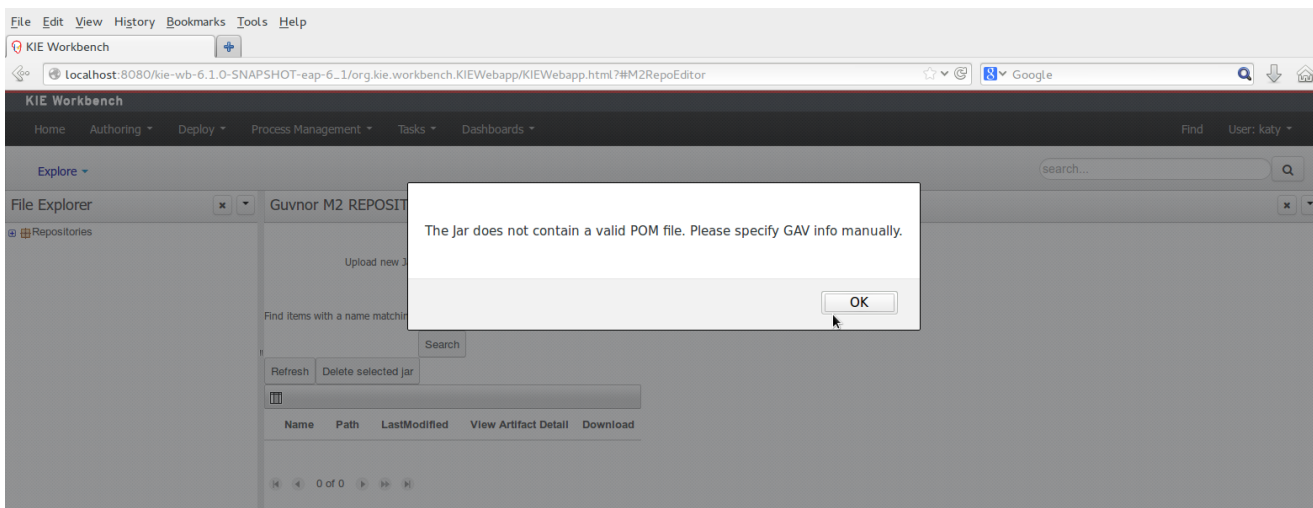 File Edit View History Bookmarks Tools Help
KIE Workbench
localhost:8080/kie-wb-6.1.0-SNAPSHOT-eap-6_1/org.kie.workbench.KIEWebapp/KIEWebapp.html?#M2RepoEditor
Google
KIE Workbench
Home Authoring Deploy Process Management Tasks Dashboards Find User: katy
Explore search...
File Explorer Guvnor M2 REPOSIT
Repositories
The Jar does not contain a valid POM file. Please specify GAV info manually.
Upload new J
OK
Find items with a name matchin
Search
Refresh Delete selected jar
Name Path LastModified View Artifact Detail Download
0 of 0